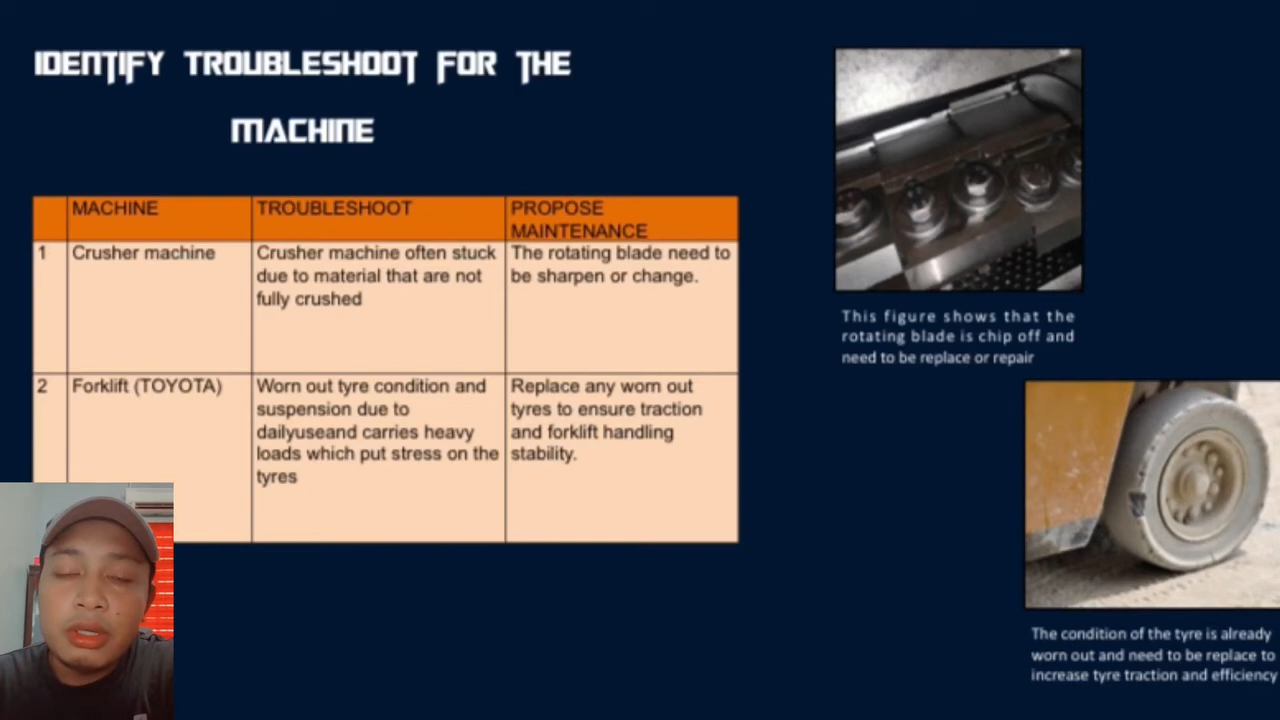 IDENTIFY TROUBLESHOOT FOR THE
MACHINE
MACHINE
TROUBLESHOOT
PROPOSE
MAINTENANCE
1
Crusher machine
Crusher machine often stuck
due to material that are not
fully crushed
The rotating blade need to
be sharpen or change.
2
Forklift (TOYOTA)
Worn out tyre condition and
suspension due to
dailyuseand carries heavy
loads which put stress on the
tyres
Replace any worn out
tyres to ensure traction
and forklift handling
stability.
This figure shows that the
rotating blade is chip off and
need to be replace or repair
The condition of the tyre is already
worn out and need to be replace to
increase tyre traction and efficiency